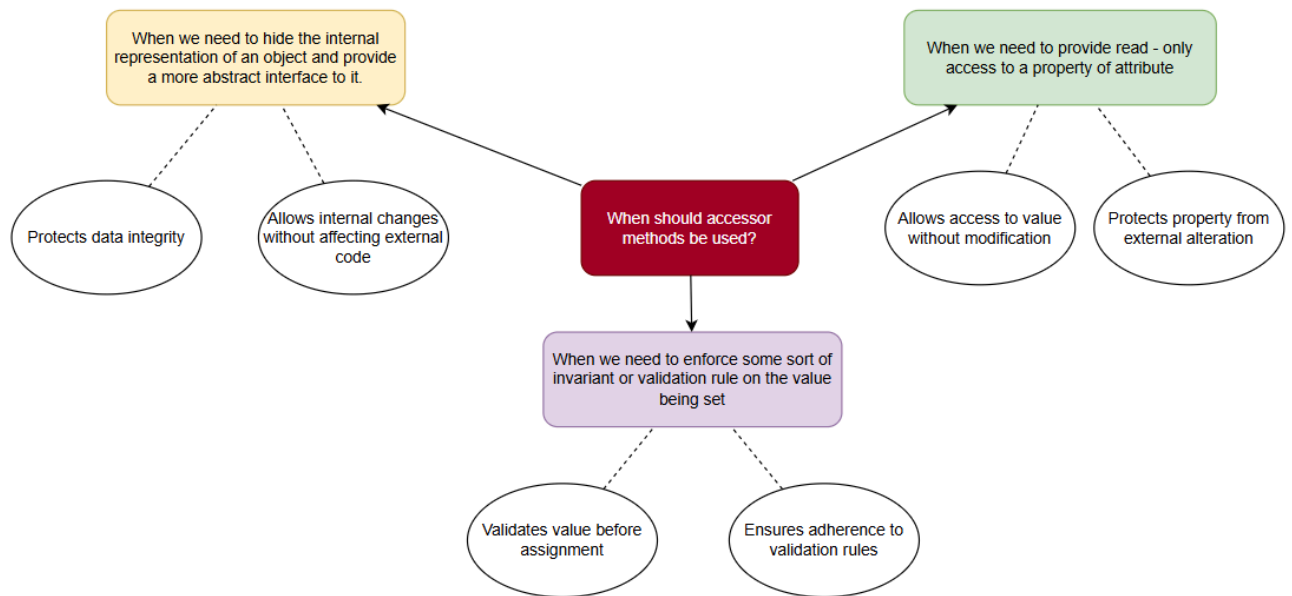 When we need to hide the internal
representation of an object and provide
a more abstract interface to it.
When we need to provide read - only
access to a property of attribute
Protects data integrity
Allows internal changes
without affecting external
code
When should accessor
methods be used?
Allows access to value
without modification
Protects property from
external alteration
When we need to enforce some sort of
invariant or validation rule on the value
being set
Validates value before
assignment
Ensures adherence to
validation rules